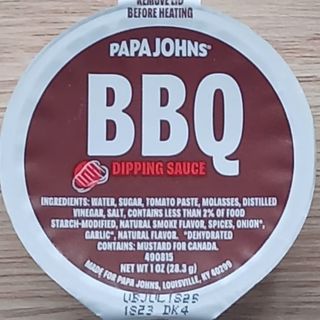 REMOVE LID
BEFORE HEATING
PAPA JOHNS®
BBQ
DIPPING SAUCE
INGREDIENTS: WATER, SUGAR, TOMATO PASTE, MOLASSES, DISTILLED
VINEGAR, SALT, CONTAINS LESS THAN 2% OF FOOD
STARCH-MODIFIED, NATURAL SMOKE FLAVOR, SPICES, ONION*,
GARLIC*, NATURAL FLAVOR. *DEHYDRATED
CONTAINS: MUSTARD FOR CANADA.
490815
NET WT 1 OZ (28.3 g)
MADE FOR PAPA JOHNS, LOUISVILLE, KY 40299
1823 DK4